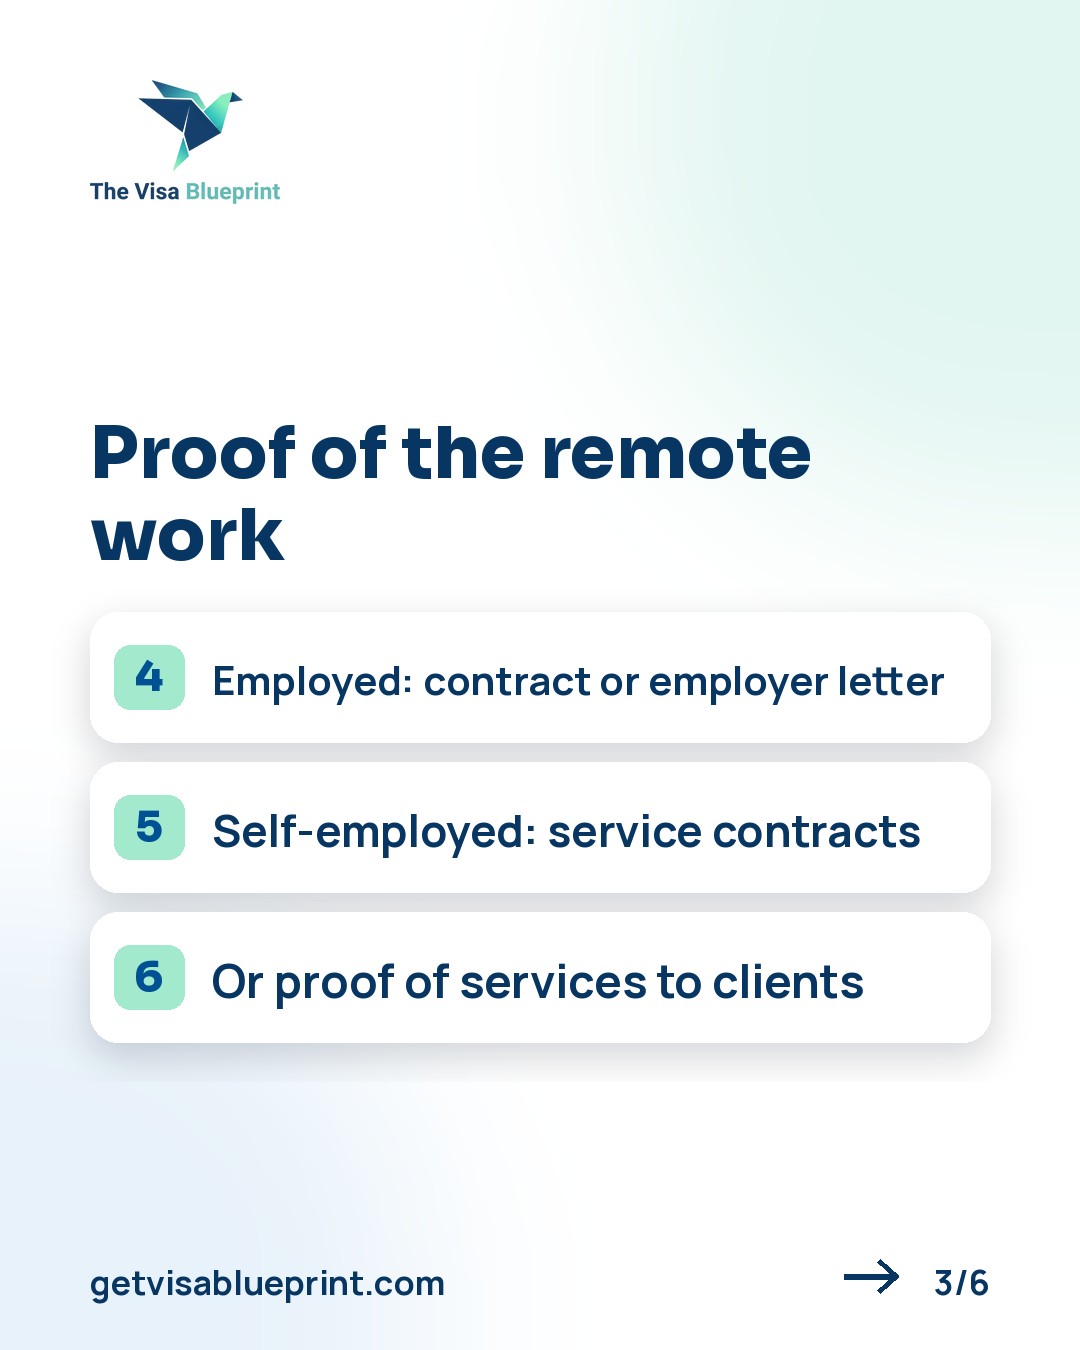 The Visa Blueprint
Proof of the remote
work
4 Employed: contract or employer letter
5 Self-employed: service contracts
6 Or proof of services to clients
getvisablueprint.com → 3/6